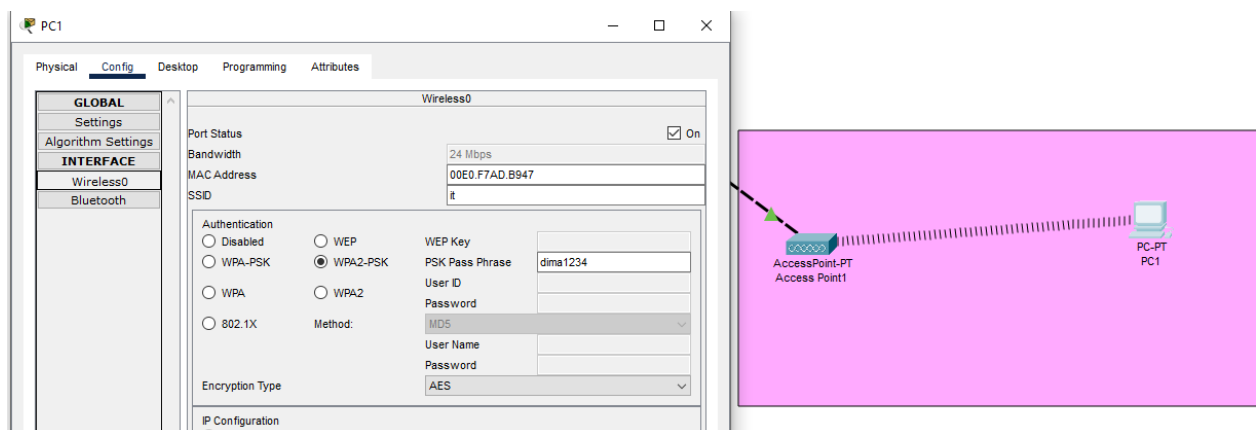 PC1
Physical Config Desktop Programming Attributes
GLOBAL
Settings
Algorithm Settings
INTERFACE
Wireless0
Bluetooth
Wireless0
Port Status On
Bandwidth 24 Mbps
MAC Address 00E0.F7AD.B947
SSID it
Authentication
Disabled WEP WEP Key
WPA-PSK WPA2-PSK PSK Pass Phrase dima1234
User ID
WPA WPA2
Password
802.1X Method: MD5
User Name
Password
Encryption Type AES
IP Configuration
AccessPoint-PT
Access Point1
PC-PT
PC1